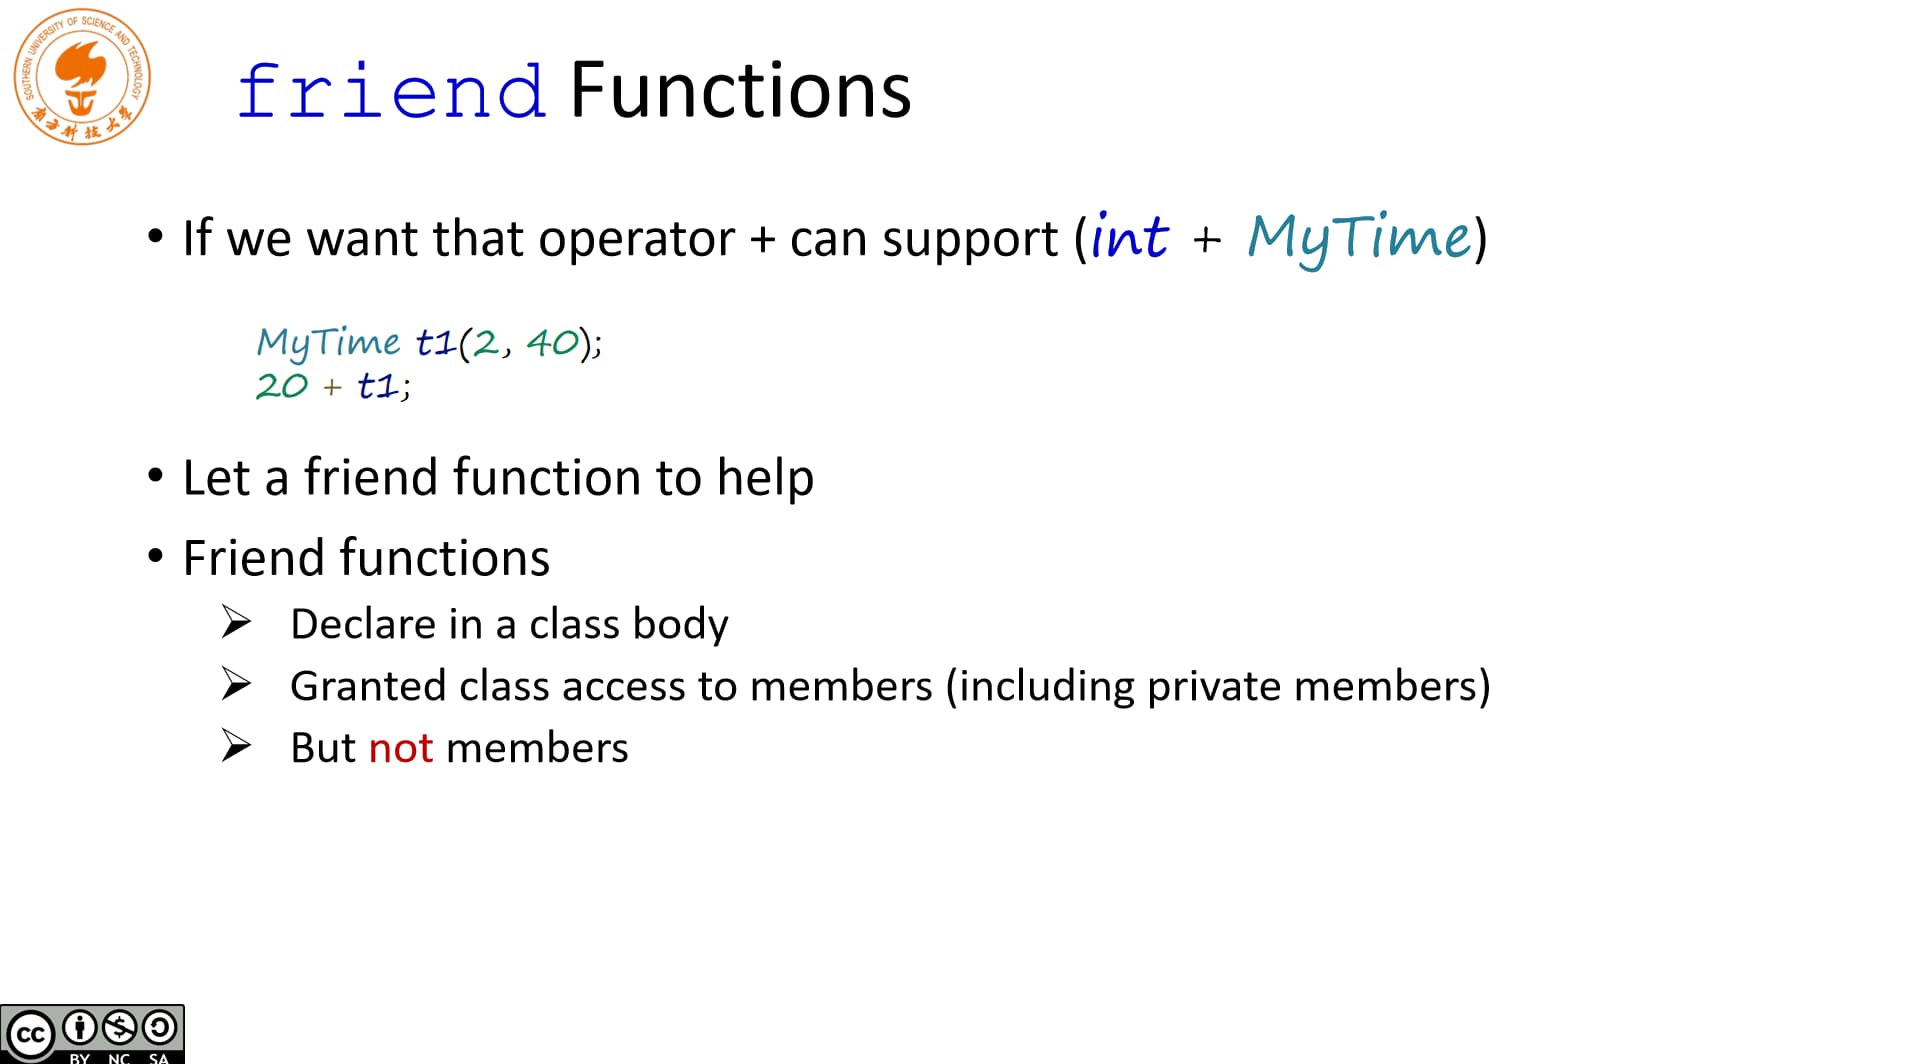 SOUTHERN UNIVERSITY OF SCIENCE AND TECHNOLOGY
南方科技大学
friend Functions
• If we want that operator + can support (int + MyTime)
MyTime t1(2, 40);
20 + t1;
• Let a friend function to help
• Friend functions
➢ Declare in a class body
➢ Granted class access to members (including private members)
➢ But not members
cc
BY NC SA